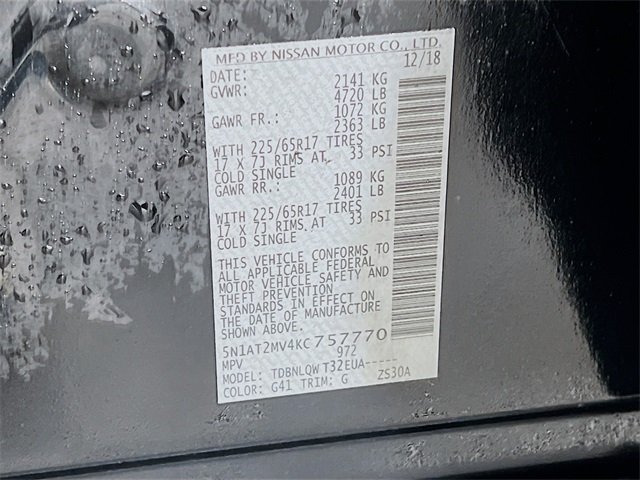 MFD BY NISSAN MOTOR CO., LTD.
DATE: 12/18
GVWR: 2141 KG
4720 LB
GAWR FR.: 1072 KG
2363 LB
WITH 225/65R17 TIRES
17 X 7J RIMS AT 33 PSI
COLD SINGLE
GAWR RR.: 1089 KG
2401 LB
WITH 225/65R17 TIRES
17 X 7J RIMS AT 33 PSI
COLD SINGLE
THIS VEHICLE CONFORMS TO
ALL APPLICABLE FEDERAL
MOTOR VEHICLE SAFETY AND
THEFT PREVENTION
STANDARDS IN EFFECT ON
THE DATE OF MANUFACTURE
SHOWN ABOVE.
5N1AT2MV4KC757770
MPV 972
MODEL: TDBNLQWT32EUA-----
COLOR: G41 TRIM: G ZS30A